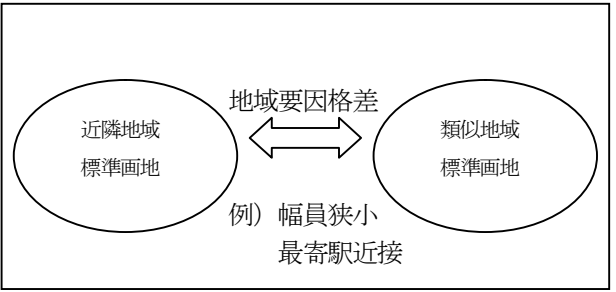 地域要因格差
近隣地域
標準画地
類似地域
標準画地
例）幅員狭小
最寄駅近接